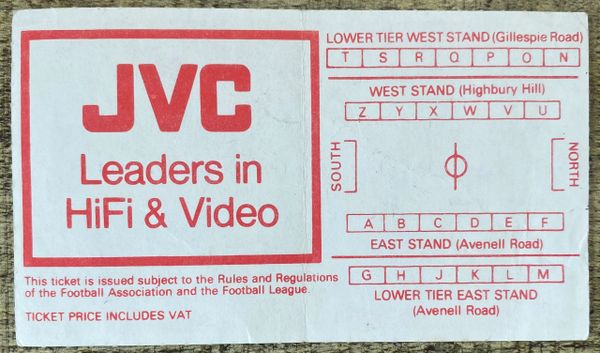 JVC
Leaders in
HiFi & Video
This ticket is issued subject to the Rules and Regulations
of the Football Association and the Football League.
TICKET PRICE INCLUDES VAT
LOWER TIER WEST STAND (Gillespie Road)
T S R Q P O N
WEST STAND (Highbury Hill)
Z Y X W V U
SOUTH
NORTH
A B C D E F
EAST STAND (Avenell Road)
G H J K L M
LOWER TIER EAST STAND
(Avenell Road)